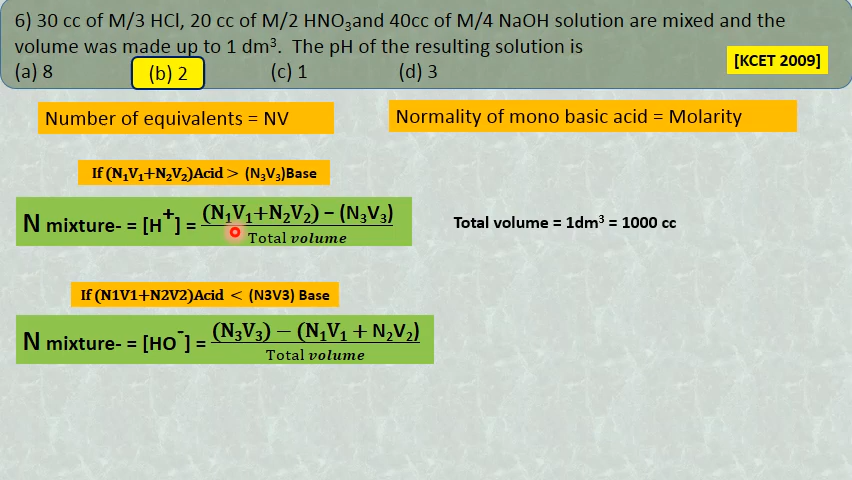 6) 30 cc of M/3 HCl, 20 cc of M/2 HNO₃and 40cc of M/4 NaOH solution are mixed and the
volume was made up to 1 dm³. The pH of the resulting solution is
(a) 8 (b) 2 (c) 1 (d) 3
[KCET 2009]
Number of equivalents = NV
Normality of mono basic acid = Molarity
If (N₁V₁+N₂V₂)Acid > (N₃V₃)Base
N mixture- = [H⁺] = (N₁V₁+N₂V₂) − (N₃V₃)
Total volume
Total volume = 1dm³ = 1000 cc
If (N1V1+N2V2)Acid < (N3V3) Base
N mixture- = [HO⁻] = (N₃V₃) − (N₁V₁ + N₂V₂)
Total volume